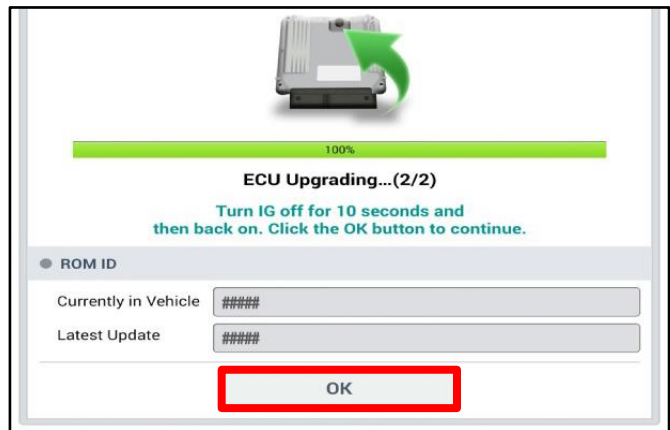 100%
ECU Upgrading...(2/2)
Turn IG off for 10 seconds and
then back on. Click the OK button to continue.
ROM ID
Currently in Vehicle #####
Latest Update #####
OK